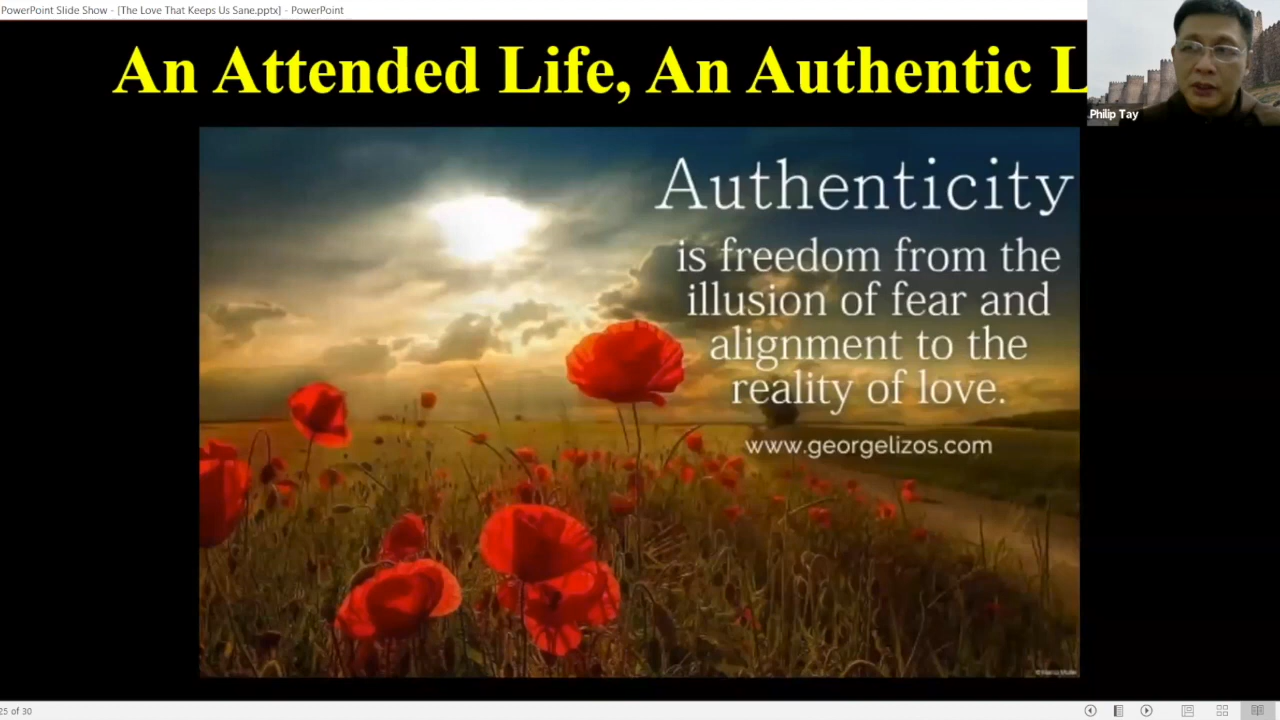 PowerPoint Slide Show - [The Love That Keeps Us Sane.pptx] - PowerPoint
An Attended Life, An Authentic L
Philip Tay
Authenticity
is freedom from the
illusion of fear and
alignment to the
reality of love.
www.georgelizos.com
25 of 30